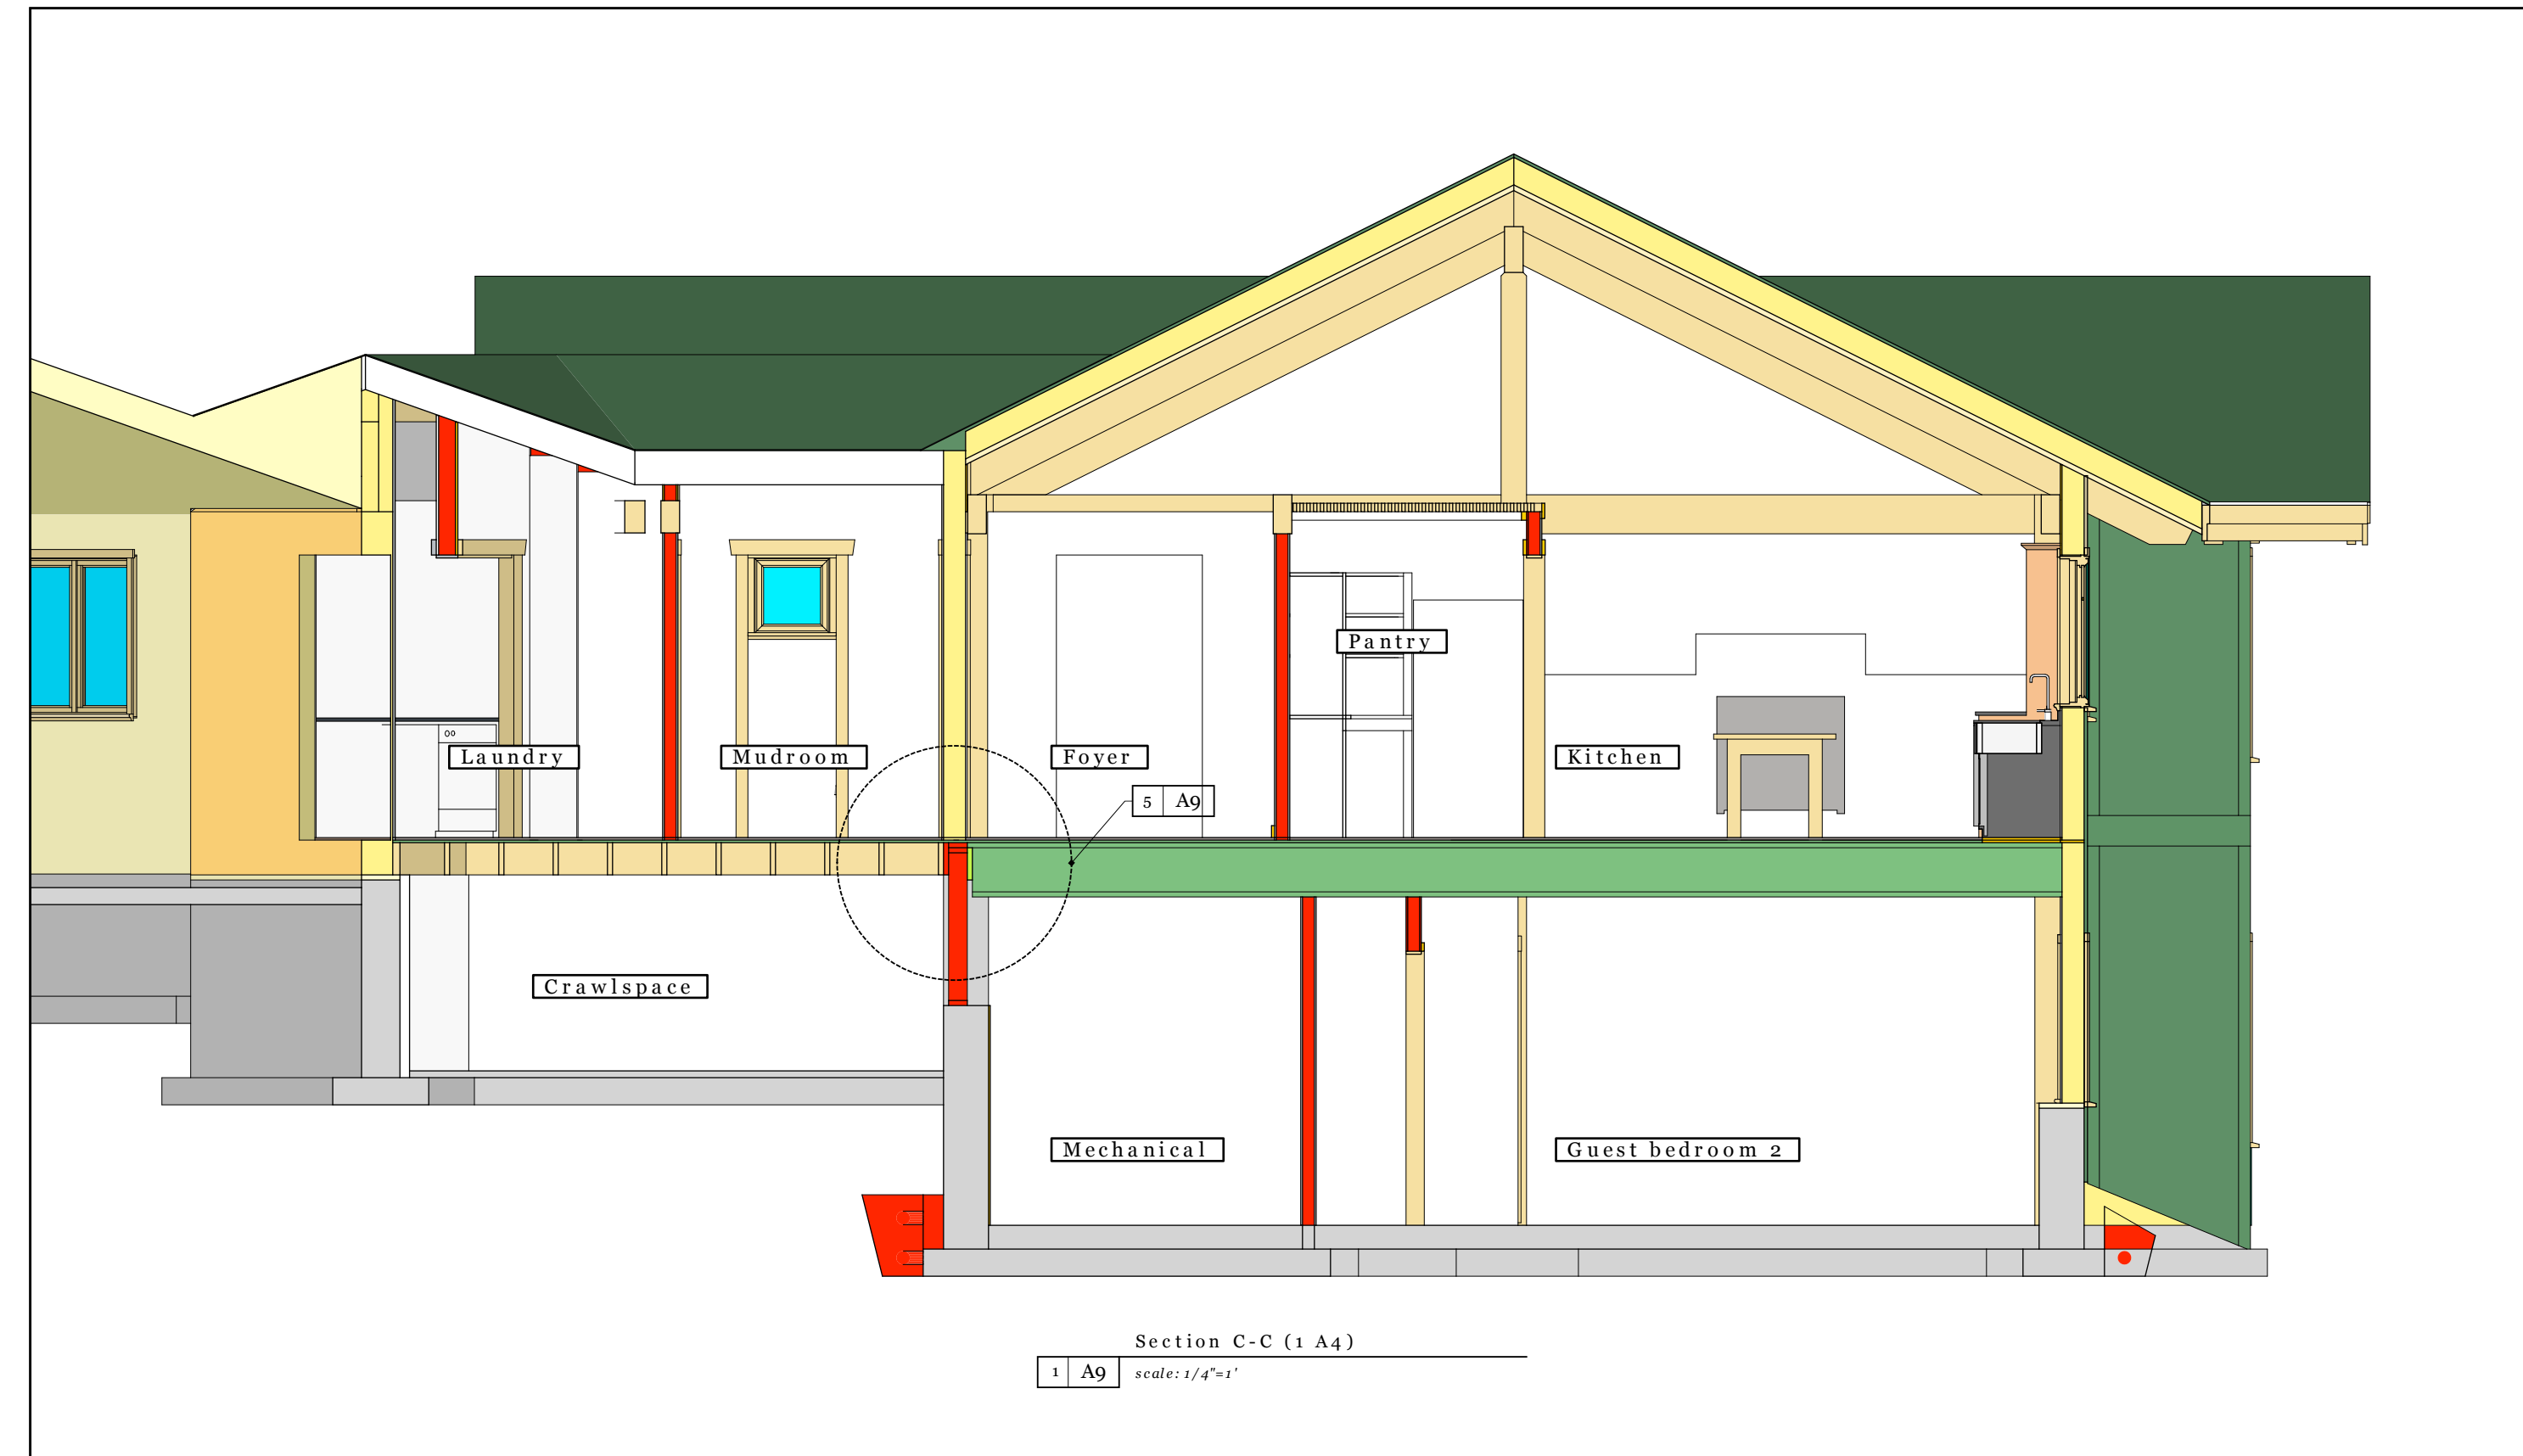 Pantry
Laundry
Mudroom
Foyer
Kitchen
5 A9
Crawlspace
Mechanical
Guest bedroom 2
Section C-C (1 A4)
1 A9 scale: 1/4"=1'